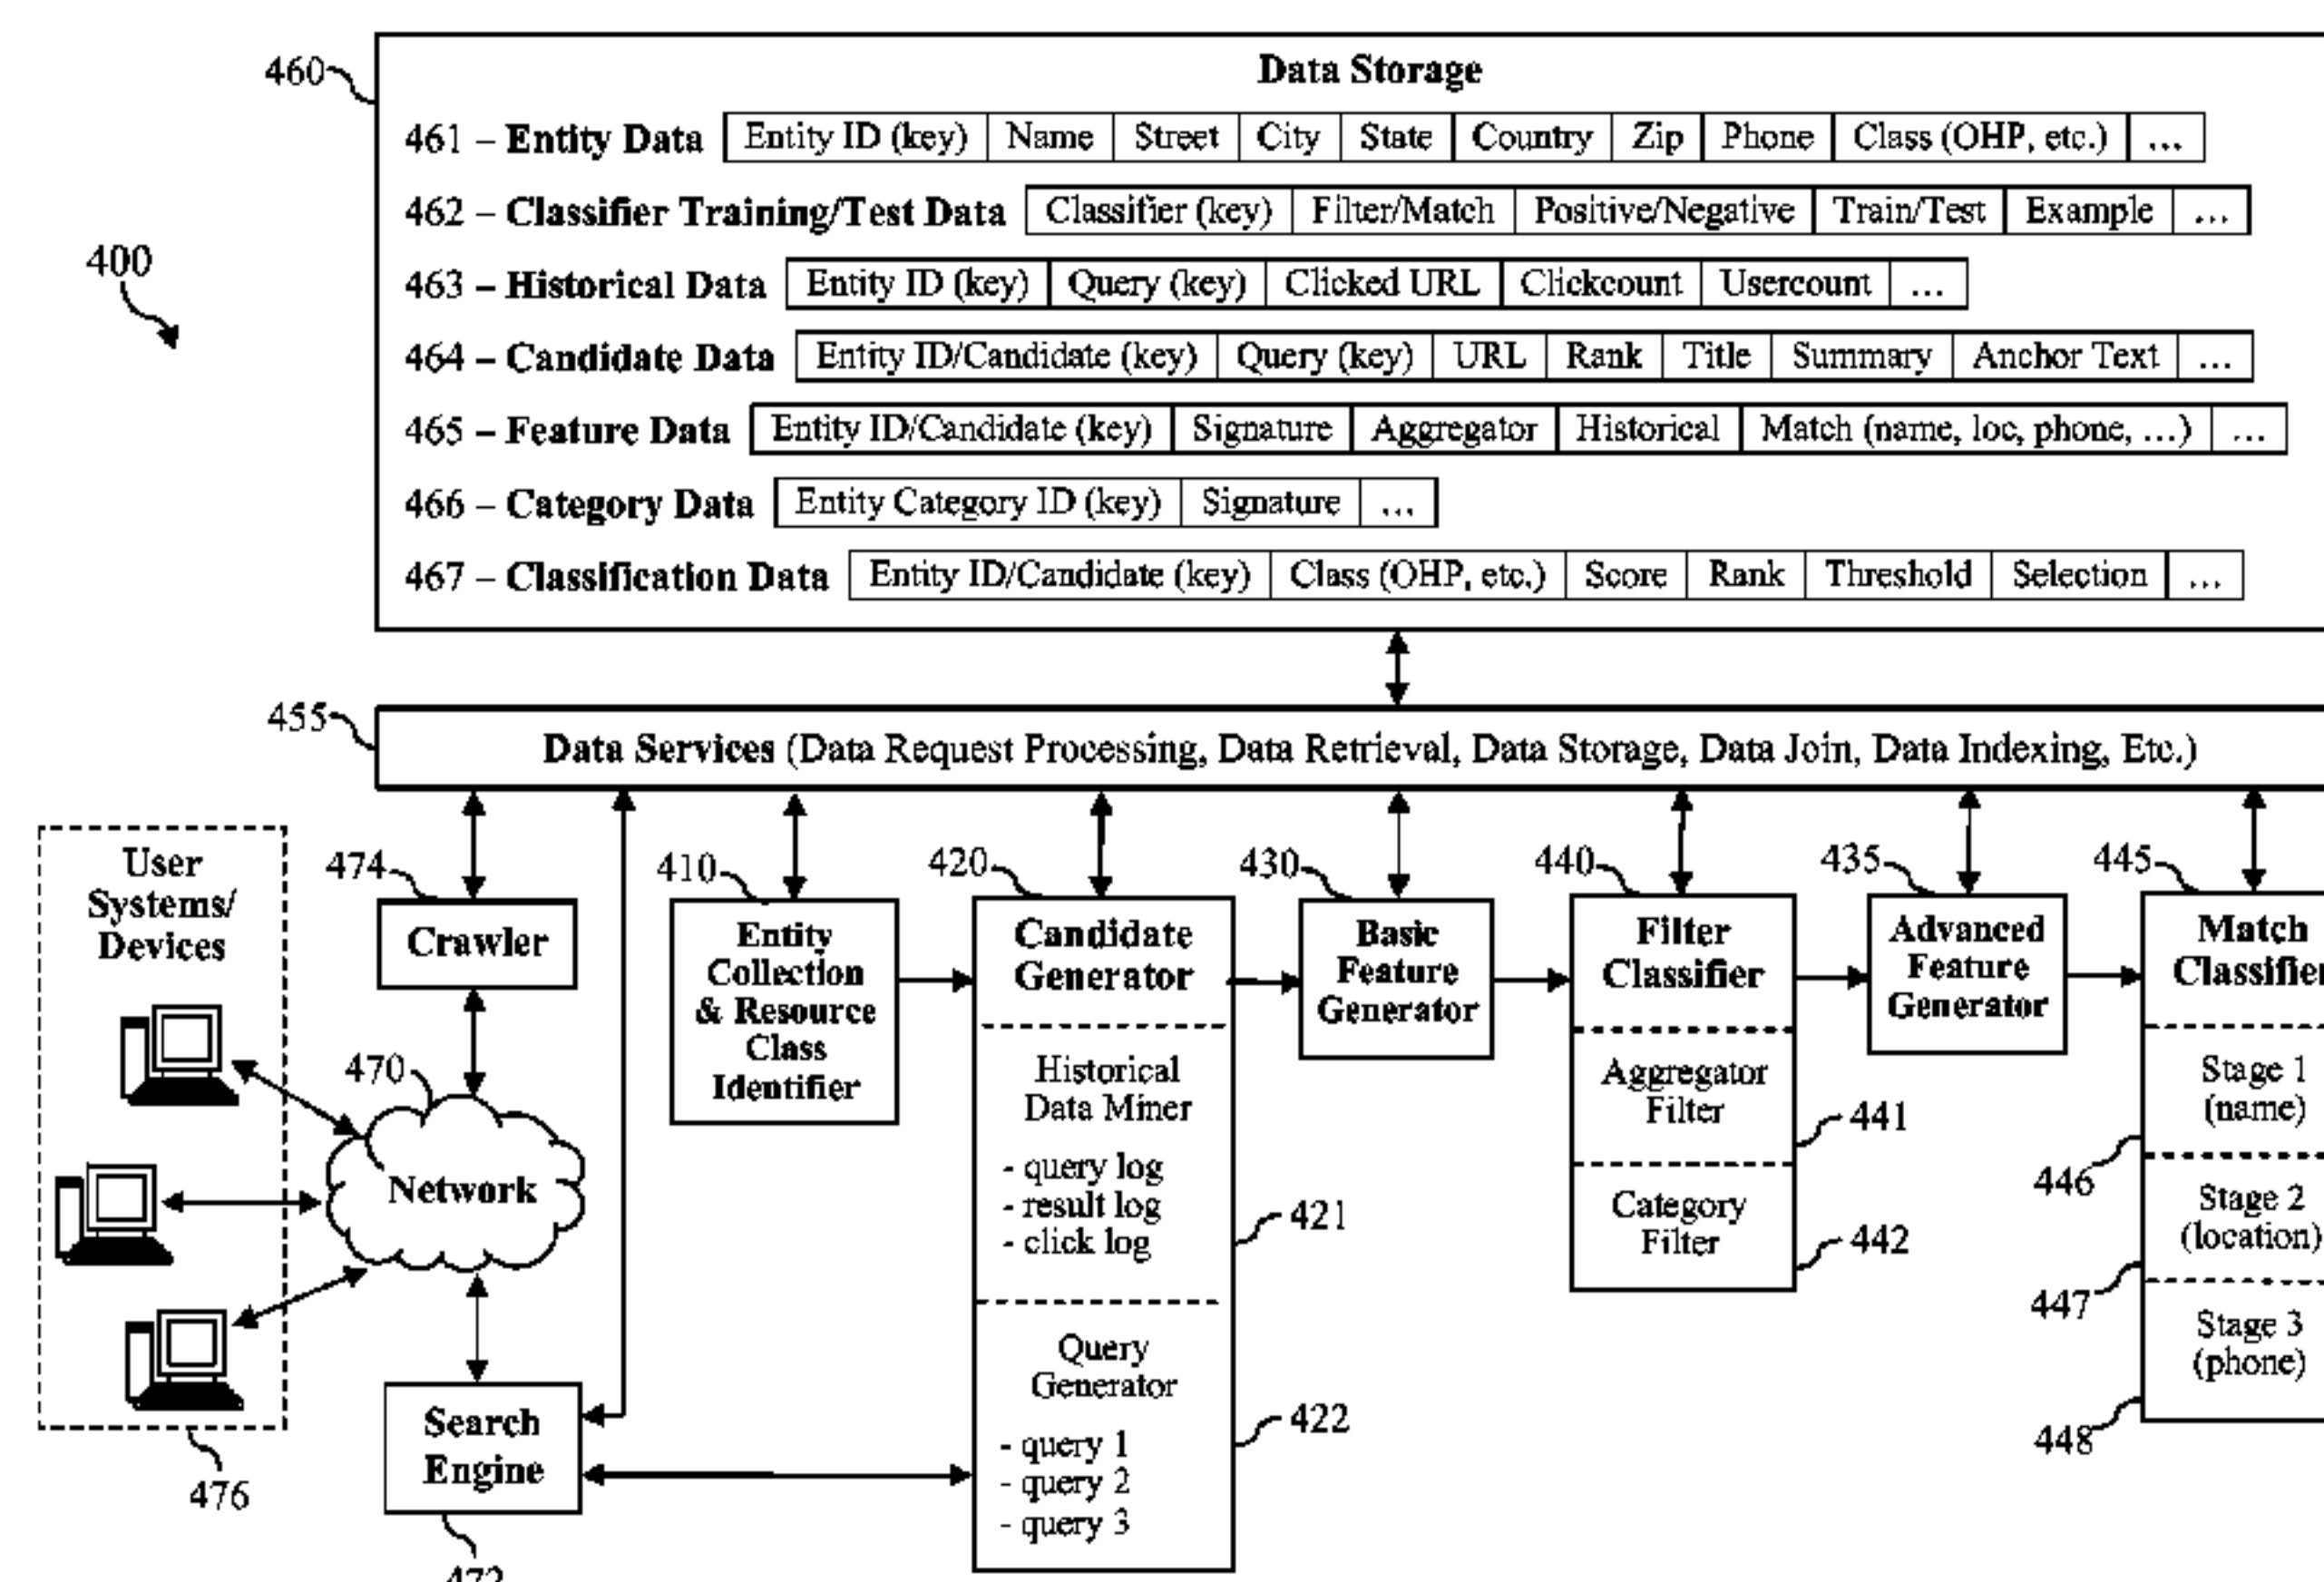 Data Storage
460
461 – Entity Data Entity ID (key) Name Street City State Country Zip Phone Class (OHP, etc.) ...
462 – Classifier Training/Test Data Classifier (key) Filter/Match Positive/Negative Train/Test Example ...
400
463 – Historical Data Entity ID (key) Query (key) Clicked URL Clickcount Usercount ...
464 – Candidate Data Entity ID/Candidate (key) Query (key) URL Rank Title Summary Anchor Text ...
465 – Feature Data Entity ID/Candidate (key) Signature Aggregator Historical Match (name, loc, phone, ...) ...
466 – Category Data Entity Category ID (key) Signature ...
467 – Classification Data Entity ID/Candidate (key) Class (OHP, etc.) Score Rank Threshold Selection ...
455
Data Services (Data Request Processing, Data Retrieval, Data Storage, Data Join, Data Indexing, Etc.)
User
Systems/
Devices
476
474
Crawler
470
Network
Search
Engine
410
Entity
Collection
& Resource
Class
Identifier
420
Candidate
Generator
Historical
Data Miner
- query log
- result log
- click log
421
Query
Generator
- query 1
- query 2
- query 3
422
430
Basic
Feature
Generator
440
Filter
Classifier
Aggregator
Filter
441
Category
Filter
442
435
Advanced
Feature
Generator
445
Match
Classifier
Stage 1
(name)
446
Stage 2
(location)
447
Stage 3
(phone)
448